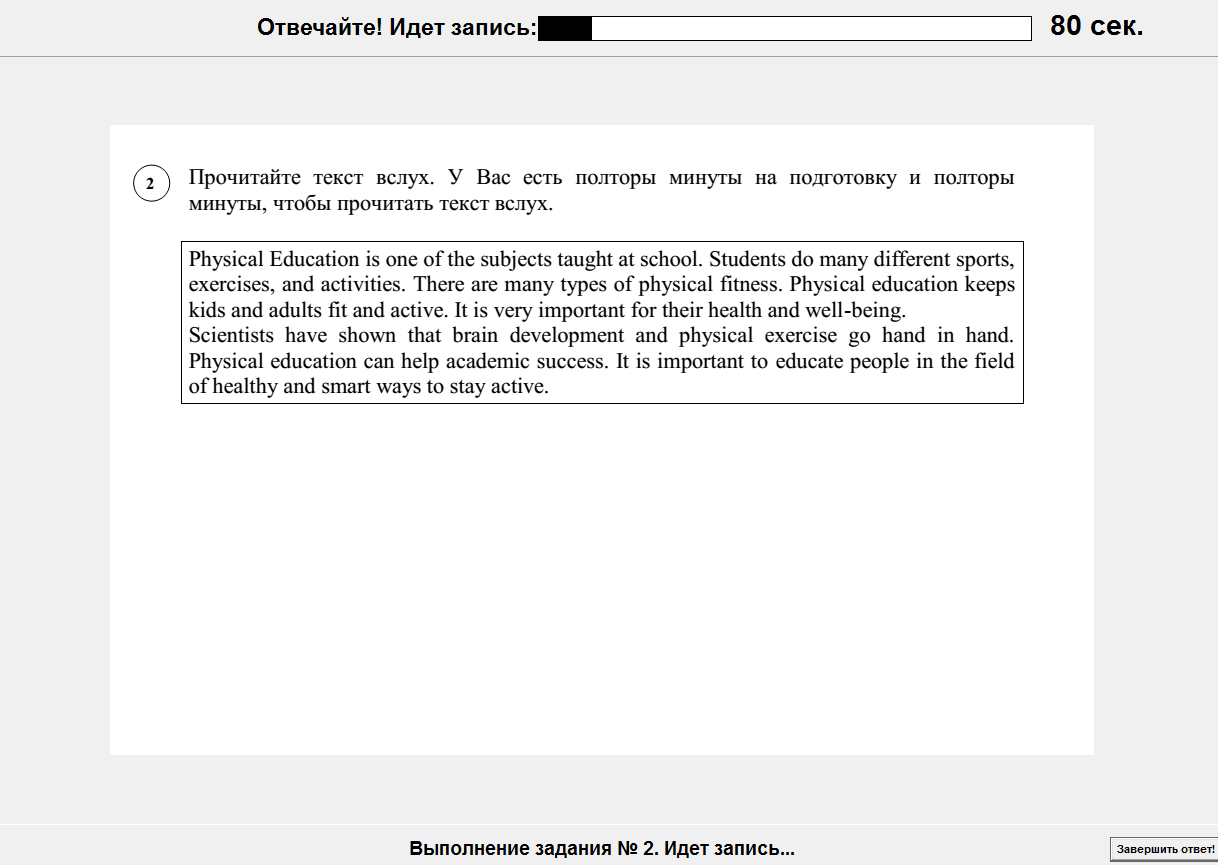 Отвечайте! Идет запись: 80 сек.
2 Прочитайте текст вслух. У Вас есть полторы минуты на подготовку и полторы
минуты, чтобы прочитать текст вслух.
Physical Education is one of the subjects taught at school. Students do many different sports,
exercises, and activities. There are many types of physical fitness. Physical education keeps
kids and adults fit and active. It is very important for their health and well-being.
Scientists have shown that brain development and physical exercise go hand in hand.
Physical education can help academic success. It is important to educate people in the field
of healthy and smart ways to stay active.
Выполнение задания № 2. Идет запись...
Завершить ответ!